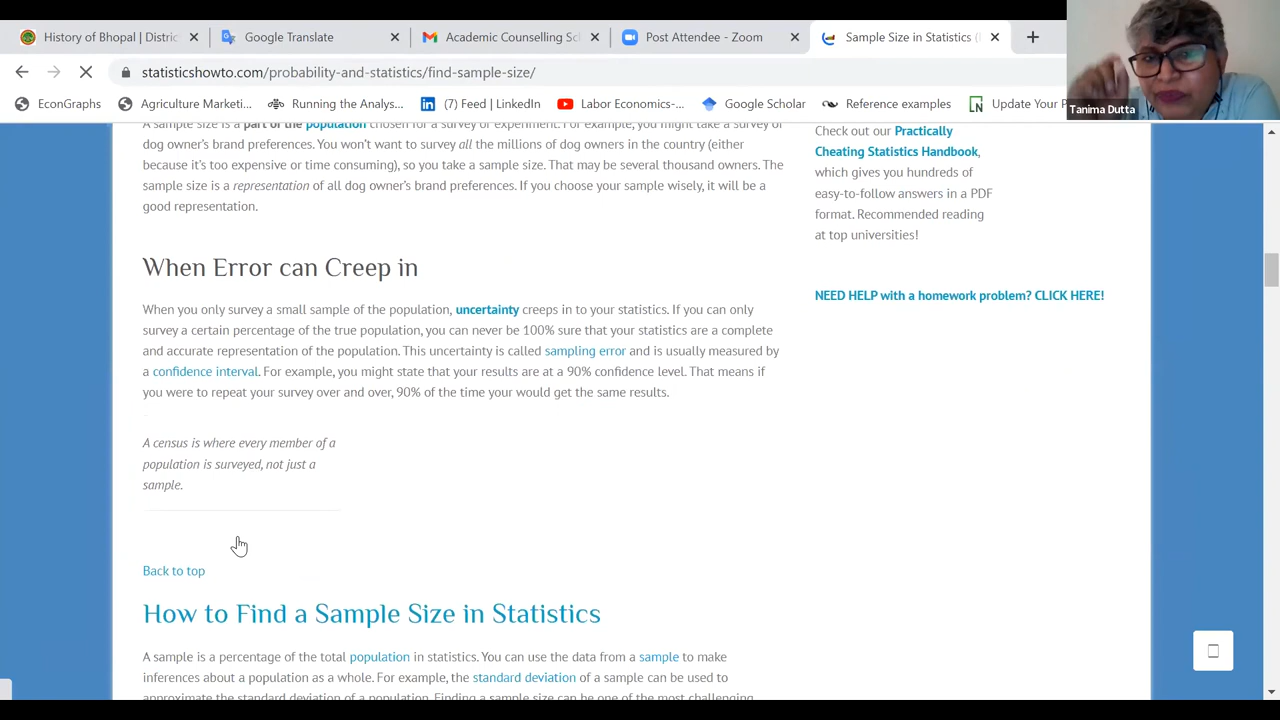 History of Bhopal | Distric
Google Translate
Academic Counselling Sc
Post Attendee - Zoom
Sample Size in Statistics (
statisticshowto.com/probability-and-statistics/find-sample-size/
Tanima Dutta
EconGraphs
Agriculture Marketi...
Running the Analys...
(7) Feed | LinkedIn
Labor Economics-...
Google Scholar
Reference examples
Update Your P
A sample size is a part of the population chosen for a survey or experiment. For example, you might take a survey of
dog owner's brand preferences. You won't want to survey all the millions of dog owners in the country (either
because it's too expensive or time consuming), so you take a sample size. That may be several thousand owners. The
sample size is a representation of all dog owner's brand preferences. If you choose your sample wisely, it will be a
good representation.
When Error can Creep in
When you only survey a small sample of the population, uncertainty creeps in to your statistics. If you can only
survey a certain percentage of the true population, you can never be 100% sure that your statistics are a complete
and accurate representation of the population. This uncertainty is called sampling error and is usually measured by
a confidence interval. For example, you might state that your results are at a 90% confidence level. That means if
you were to repeat your survey over and over, 90% of the time your would get the same results.
A census is where every member of a
population is surveyed, not just a
sample.
Back to top
How to Find a Sample Size in Statistics
A sample is a percentage of the total population in statistics. You can use the data from a sample to make
inferences about a population as a whole. For example, the standard deviation of a sample can be used to
approximate the standard deviation of a population. Finding a sample size can be one of the most challenging
Check out our Practically
Cheating Statistics Handbook,
which gives you hundreds of
easy-to-follow answers in a PDF
format. Recommended reading
at top universities!
NEED HELP with a homework problem? CLICK HERE!